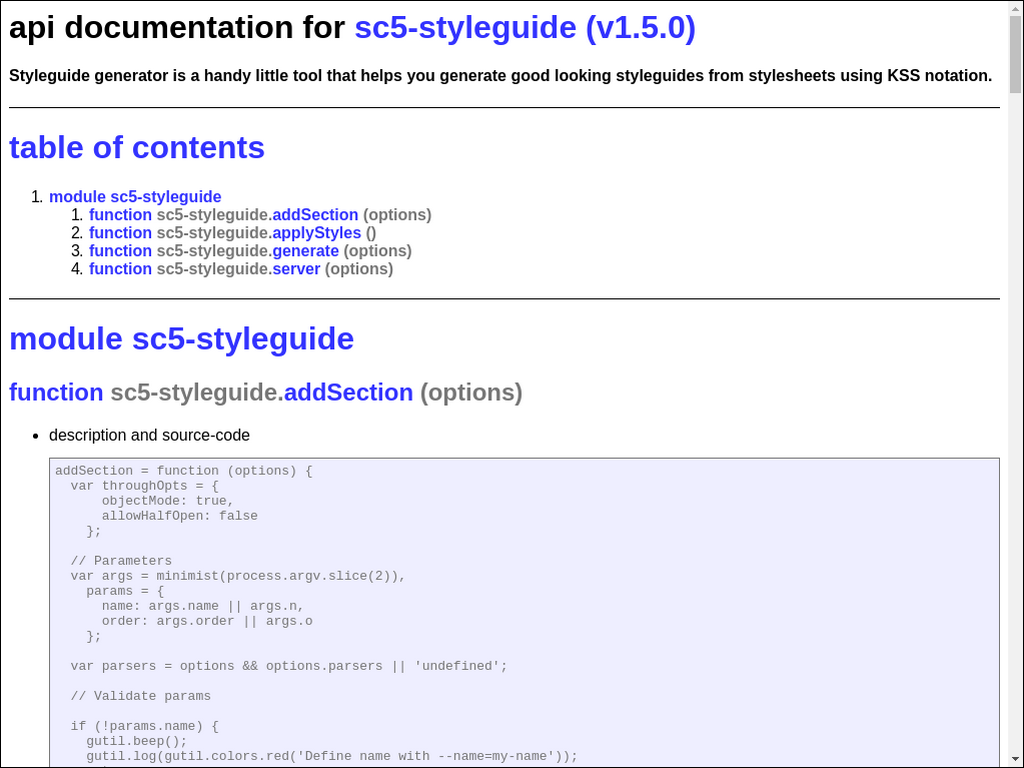 api documentation for sc5-styleguide (v1.5.0)
Styleguide generator is a handy little tool that helps you generate good looking styleguides from stylesheets using KSS notation.
table of contents
1. module sc5-styleguide
1. function sc5-styleguide.addSection (options)
2. function sc5-styleguide.applyStyles ()
3. function sc5-styleguide.generate (options)
4. function sc5-styleguide.server (options)
module sc5-styleguide
function sc5-styleguide.addSection (options)
• description and source-code
addSection = function (options) {
  var throughOpts = {
      objectMode: true,
      allowHalfOpen: false
    };

  // Parameters
  var args = minimist(process.argv.slice(2)),
    params = {
      name: args.name || args.n,
      order: args.order || args.o
    };

  var parsers = options && options.parsers || 'undefined';

  // Validate params

  if (!params.name) {
    gutil.beep();
    gutil.log(gutil.colors.red('Define name with --name=my-name'));